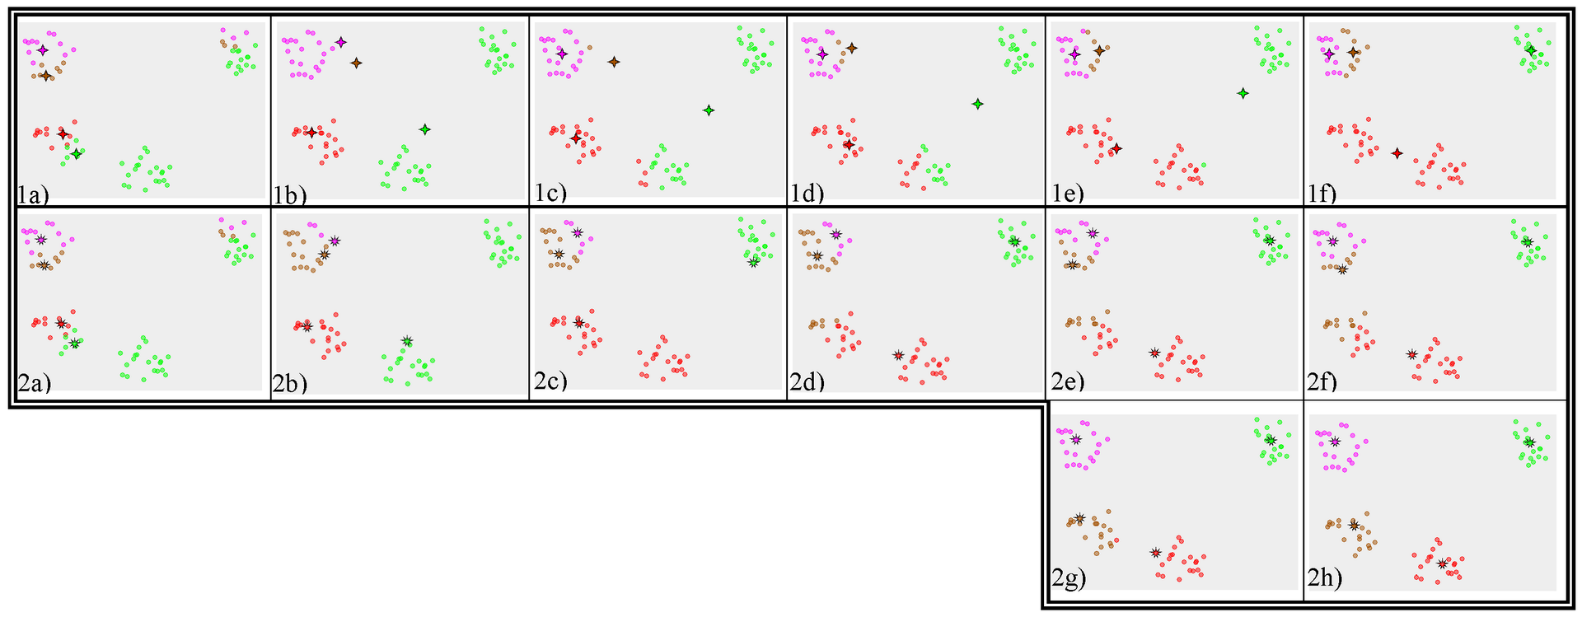 1a) 1b) 1c) 1d) 1e) 1f)
2a) 2b) 2c) 2d) 2e) 2f)
2g) 2h)